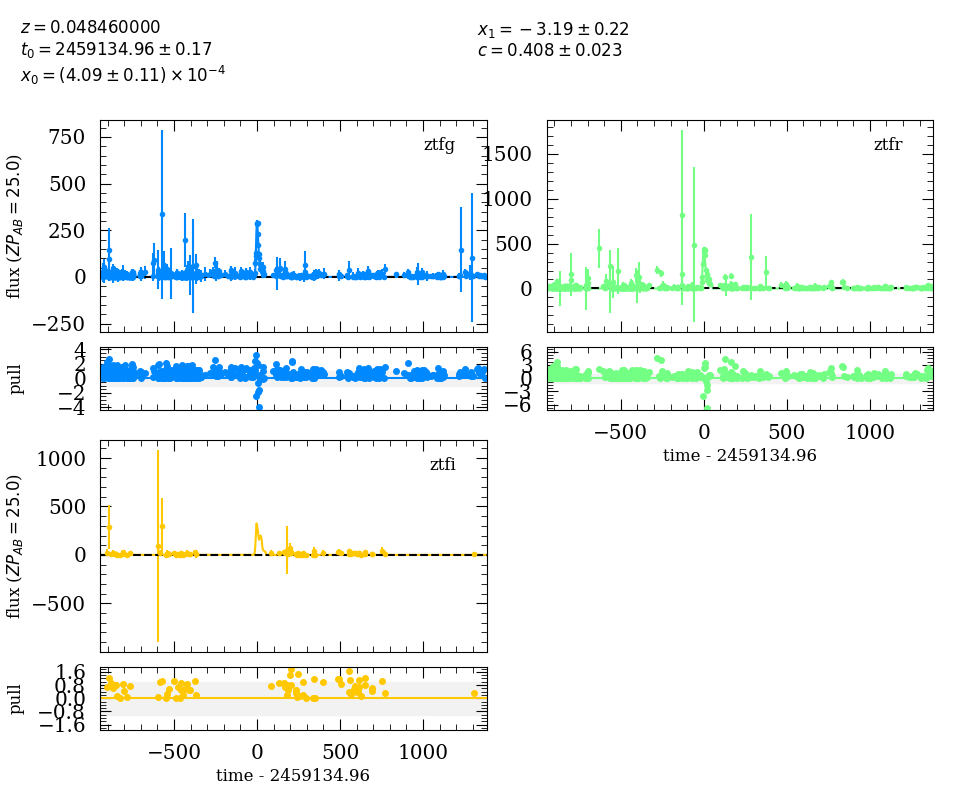 z = 0.048460000
t₀ = 2459134.96 ± 0.17
x₀ = (4.09 ± 0.11) × 10⁻⁴
x₁ = −3.19 ± 0.22
c = 0.408 ± 0.023
ztfg
750
500
250
0
−250
flux (ZP_AB = 25.0)
ztfr
1500
1000
500
0
4
2
0
−2
−4
pull
6
3
0
−3
−6
−500 0 500 1000
time - 2459134.96
ztfi
1000
500
0
−500
flux (ZP_AB = 25.0)
1.6
0.8
0.0
−0.8
−1.6
pull
−500 0 500 1000
time - 2459134.96